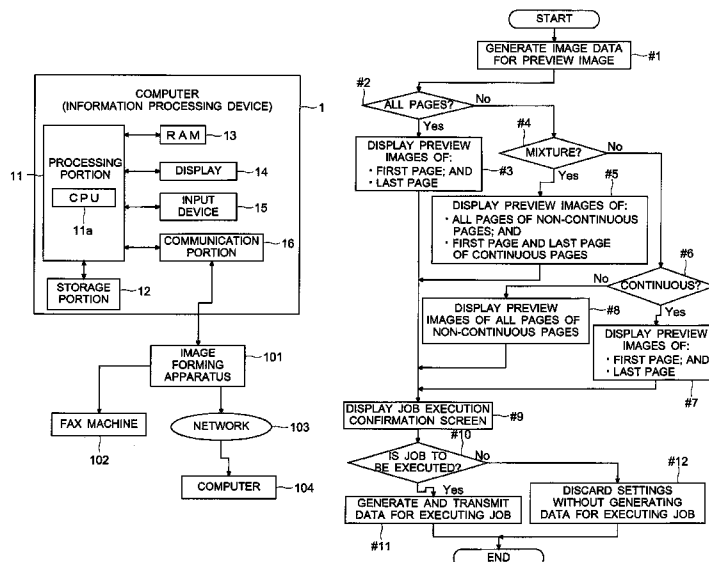 COMPUTER
(INFORMATION PROCESSING DEVICE)
1
11
PROCESSING
PORTION
CPU
11a
RAM
13
DISPLAY
14
INPUT
DEVICE
15
COMMUNICATION
PORTION
16
STORAGE
PORTION
12
IMAGE
FORMING
APPARATUS
101
FAX MACHINE
102
NETWORK
103
COMPUTER
104
START
GENERATE IMAGE DATA
FOR PREVIEW IMAGE
#1
#2
ALL PAGES?
No
Yes
DISPLAY PREVIEW
IMAGES OF:
• FIRST PAGE; AND
• LAST PAGE
#3
#4
MIXTURE?
No
Yes
#5
DISPLAY PREVIEW IMAGES OF:
• ALL PAGES OF NON-CONTINUOUS
PAGES; AND
• FIRST PAGE AND LAST PAGE
OF CONTINUOUS PAGES
#6
CONTINUOUS?
No
Yes
#8
DISPLAY PREVIEW
IMAGES OF ALL PAGES OF
NON-CONTINUOUS PAGES
DISPLAY PREVIEW
IMAGES OF:
• FIRST PAGE; AND
• LAST PAGE
#7
DISPLAY JOB EXECUTION
CONFIRMATION SCREEN
#9
#10
IS JOB TO
BE EXECUTED?
No
Yes
GENERATE AND TRANSMIT
DATA FOR EXECUTING JOB
#11
#12
DISCARD SETTINGS
WITHOUT GENERATING
DATA FOR EXECUTING JOB
END